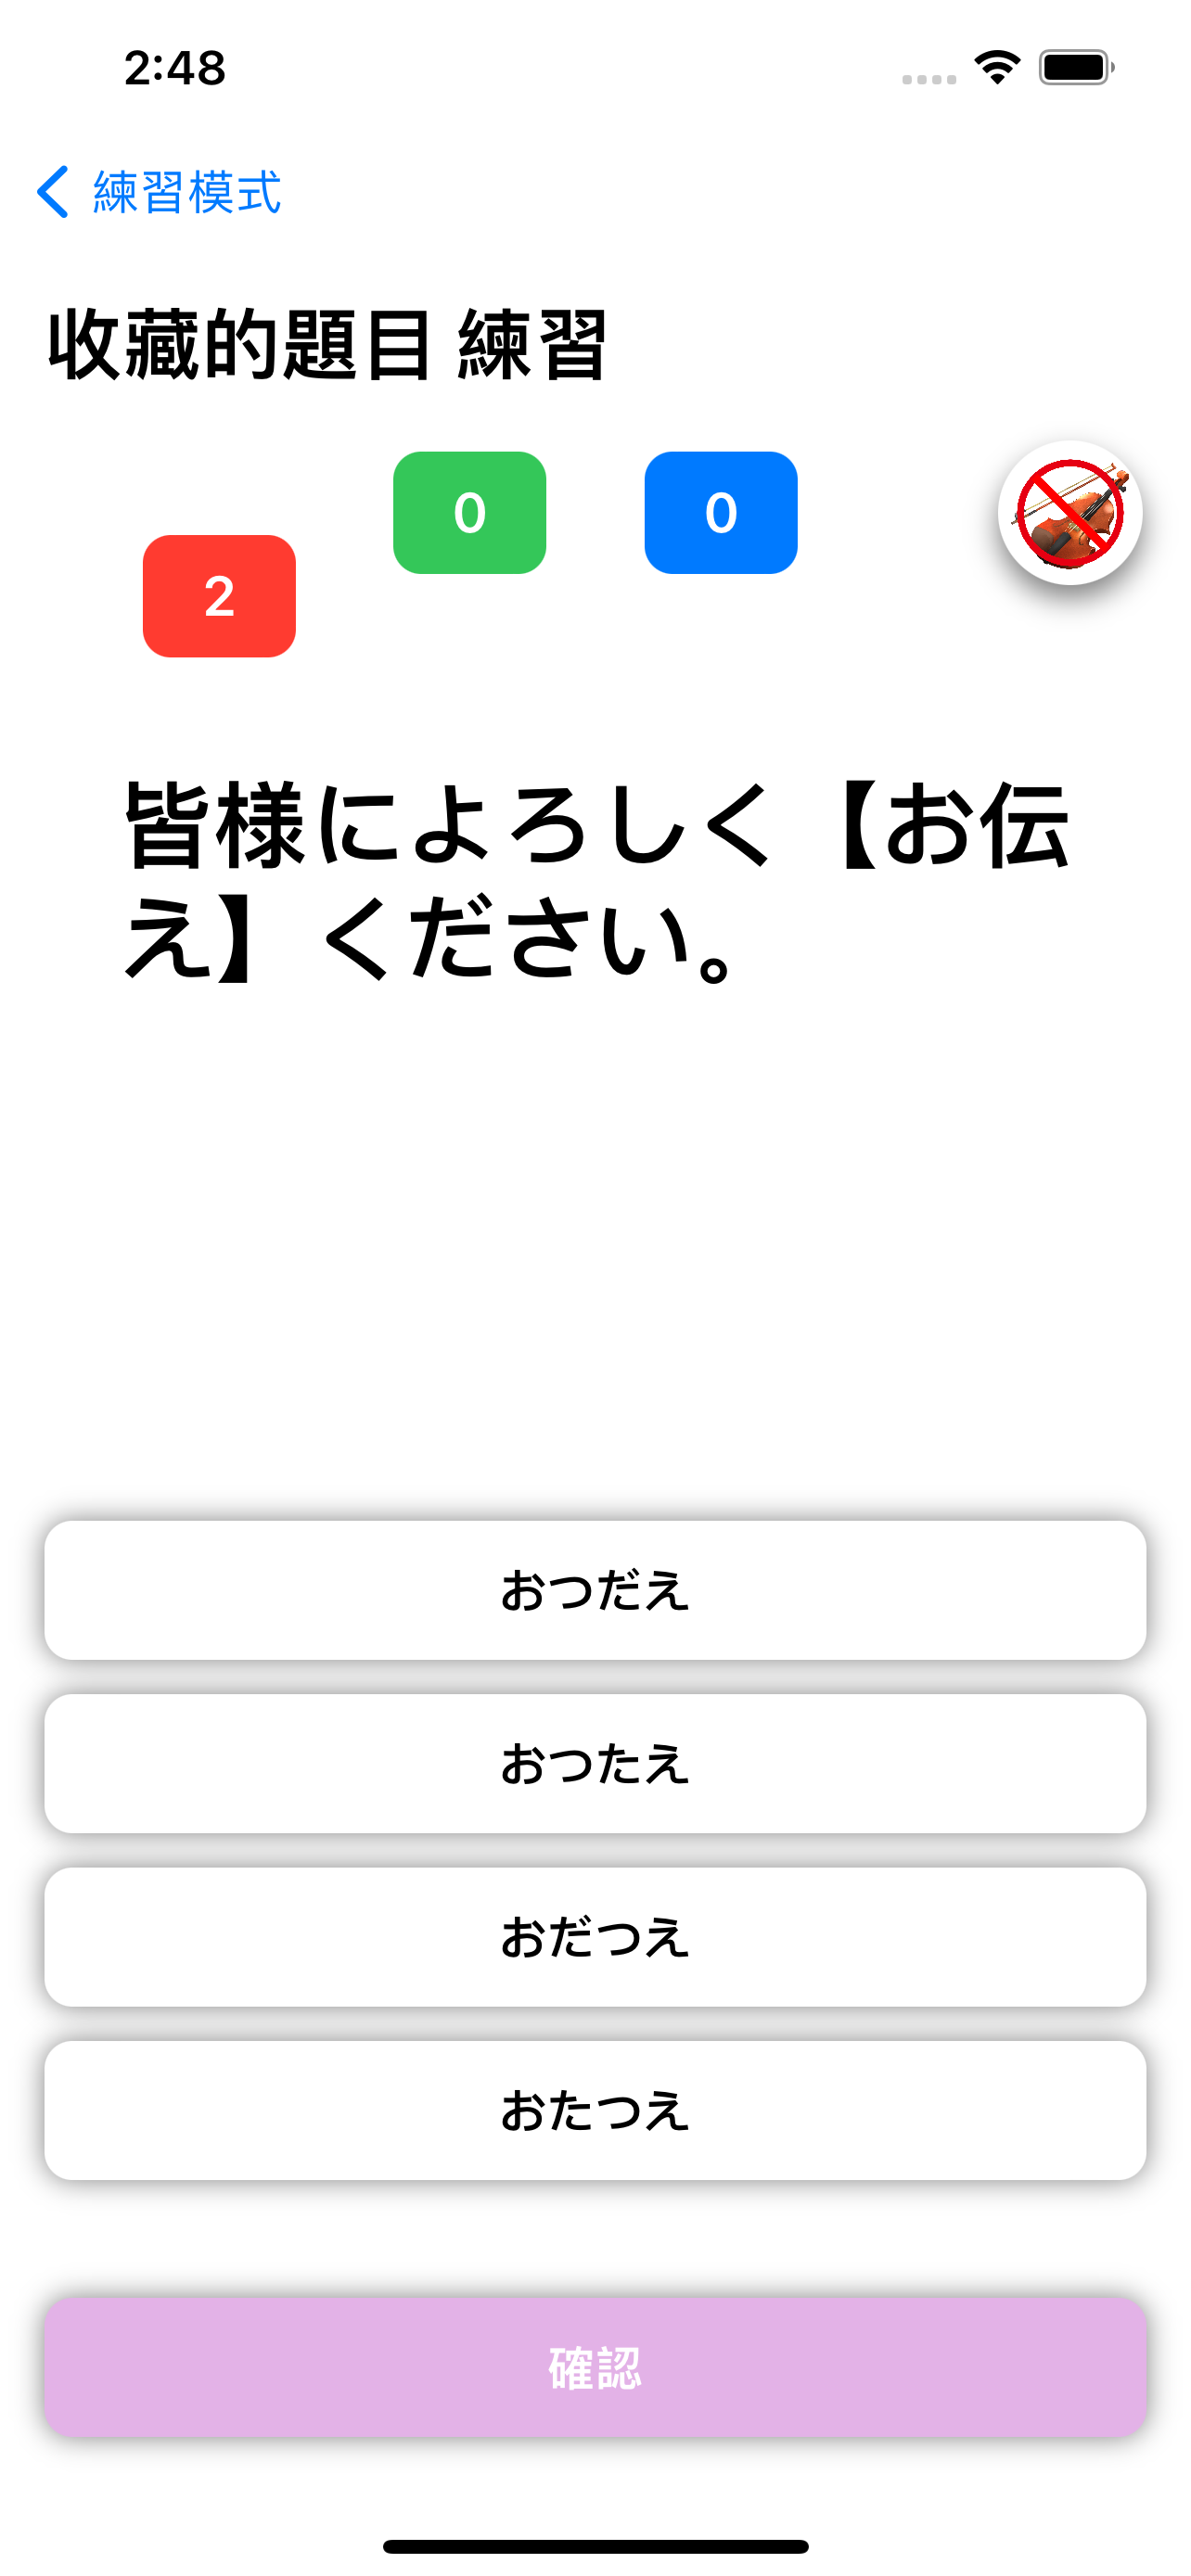 2:48
練習模式
收藏的題目 練習
0
0
2
皆様によろしく【お伝
え】ください。
おつだえ
おつたえ
おだつえ
おたつえ
確認